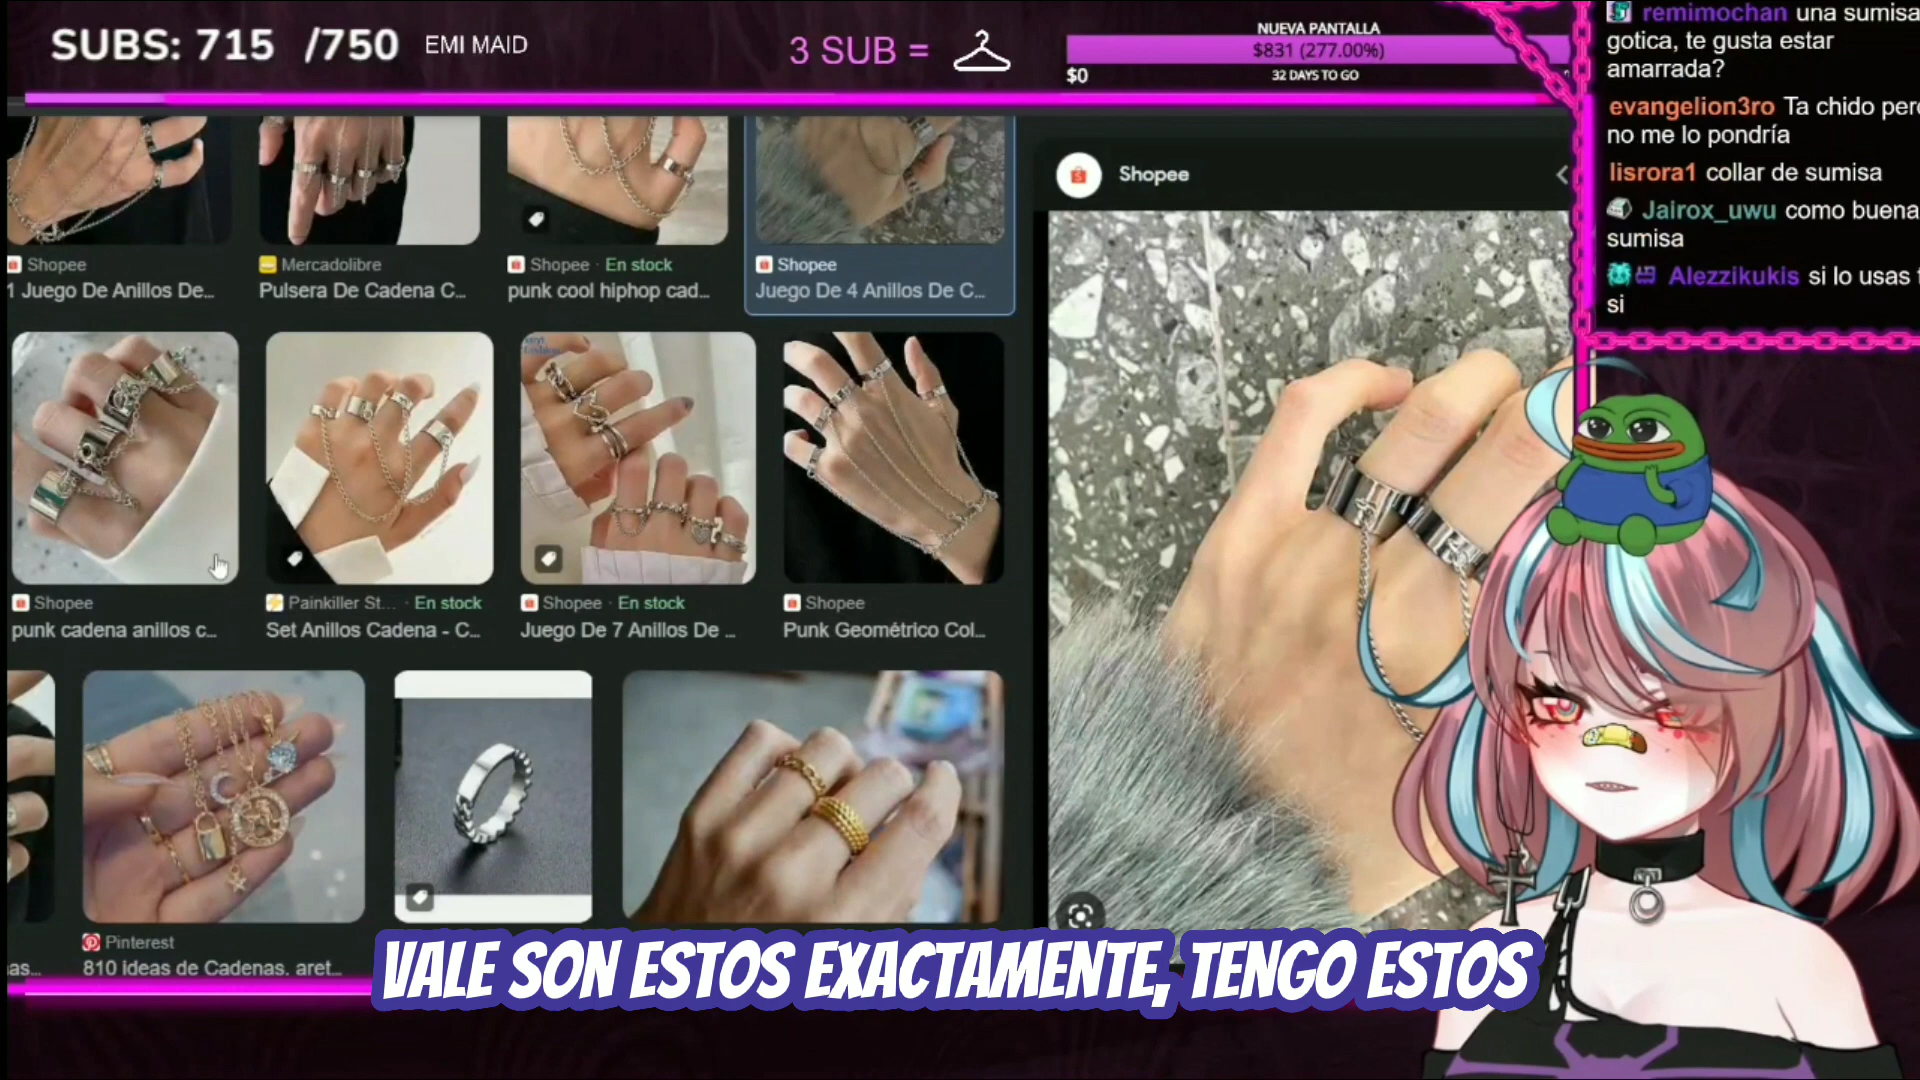 SUBS: 715 /750 EMI MAID
3 SUB =
NUEVA PANTALLA
$831 (277.00%)
$0
32 DAYS TO GO
remimochan una sumisa
gotica, te gusta estar
amarrada?
evangelion3ro Ta chido pero
no me lo pondría
lisrora1 collar de sumisa
Jairox_uwu como buena
sumisa
Alezzikukis si lo usas
si
Shopee
Shopee
1 Juego De Anillos De...
Mercadolibre
Pulsera De Cadena C...
Shopee · En stock
punk cool hiphop cad...
Shopee
Juego De 4 Anillos De C...
Shopee
punk cadena anillos c...
Painkiller St... · En stock
Set Anillos Cadena - C...
Shopee · En stock
Juego De 7 Anillos De ...
Shopee
Punk Geométrico Col...
as...
Pinterest
810 ideas de Cadenas. aret...
VALE SON ESTOS EXACTAMENTE, TENGO ESTOS